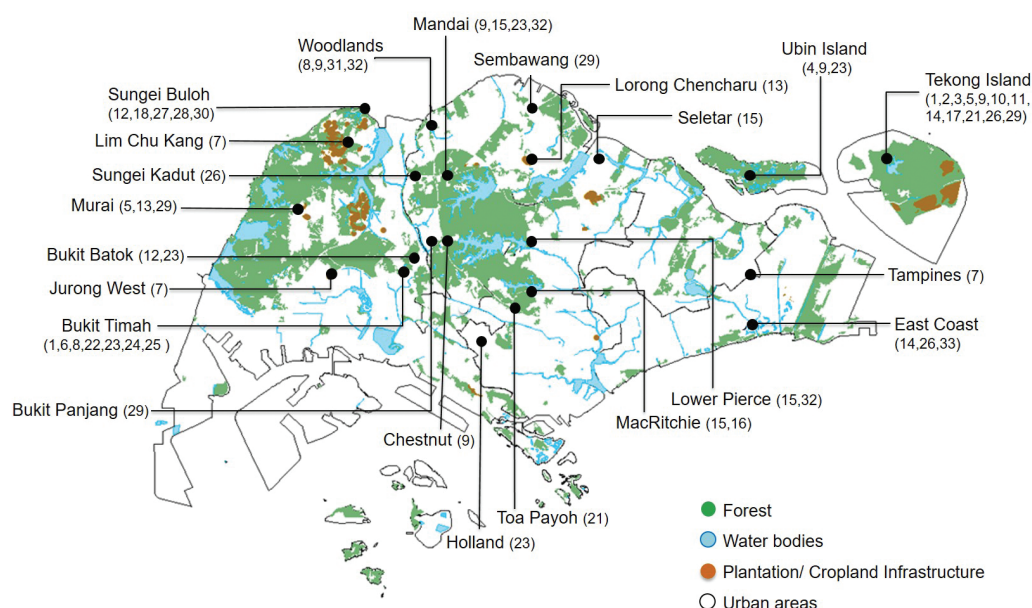 Mandai (9,15,23,32)
Woodlands
(8,9,31,32)
Sembawang (29)
Ubin Island
(4,9,23)
Lorong Chencharu (13)
Tekong Island
(1,2,3,5,9,10,11,
14,17,21,26,29)
Sungei Buloh
(12,18,27,28,30)
Seletar (15)
Lim Chu Kang (7)
Sungei Kadut (26)
Murai (5,13,29)
Bukit Batok (12,23)
Tampines (7)
Jurong West (7)
Bukit Timah
(1,6,8,22,23,24,25)
East Coast
(14,26,33)
Lower Pierce (15,32)
Bukit Panjang (29)
MacRitchie (15,16)
Chestnut (9)
Toa Payoh (21)
Holland (23)
Forest
Water bodies
Plantation/ Cropland Infrastructure
Urban areas